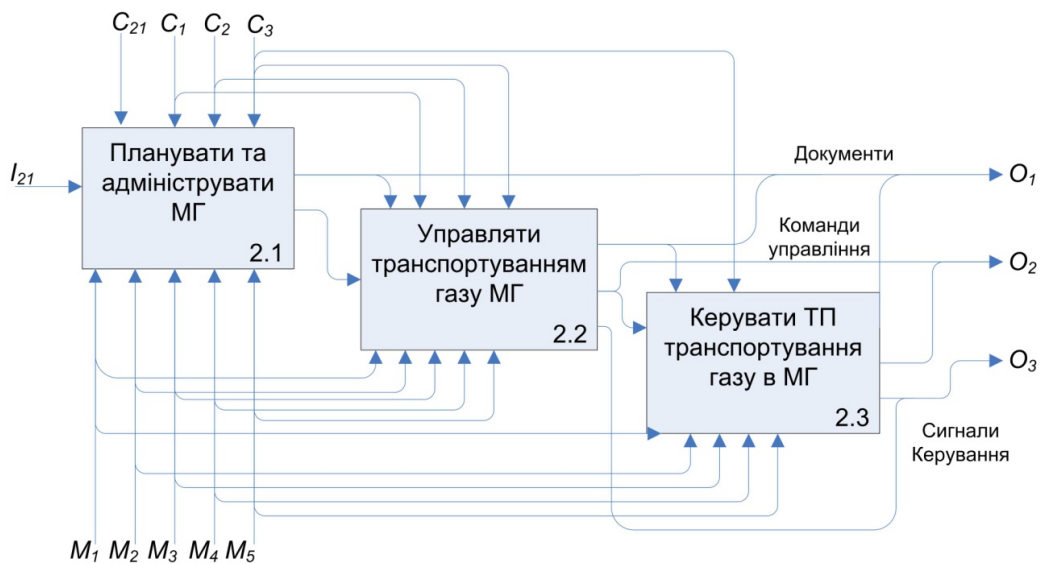 C21 C1 C2 C3
I21
Планувати та
адмініструвати
МГ
2.1
Управляти
транспортуванням
газу МГ
2.2
Керувати ТП
транспортування
газу в МГ
2.3
Документи
O1
Команди
управління
O2
O3
Сигнали
Керування
M1 M2 M3 M4 M5